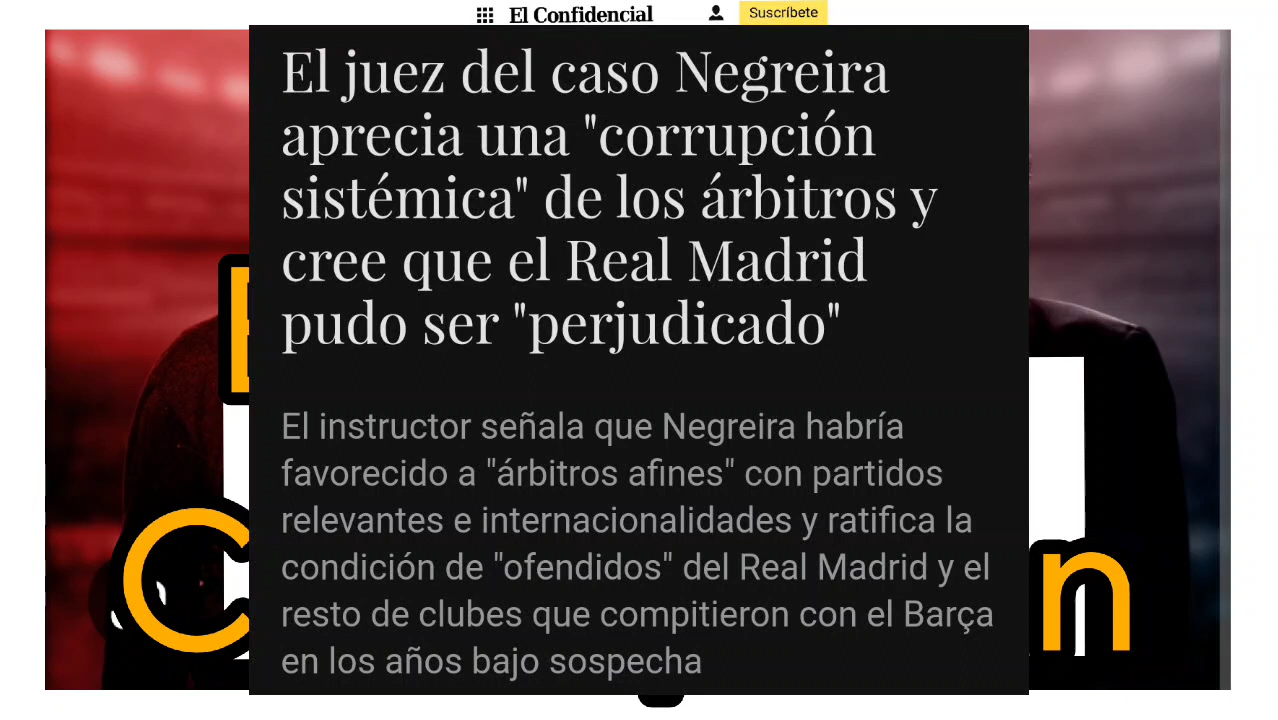 El Confidencial
Suscríbete
El juez del caso Negreira
aprecia una "corrupción
sistémica" de los árbitros y
cree que el Real Madrid
pudo ser "perjudicado"
El instructor señala que Negreira habría
favorecido a "árbitros afines" con partidos
relevantes e internacionalidades y ratifica la
condición de "ofendidos" del Real Madrid y el
resto de clubes que compitieron con el Barça
en los años bajo sospecha